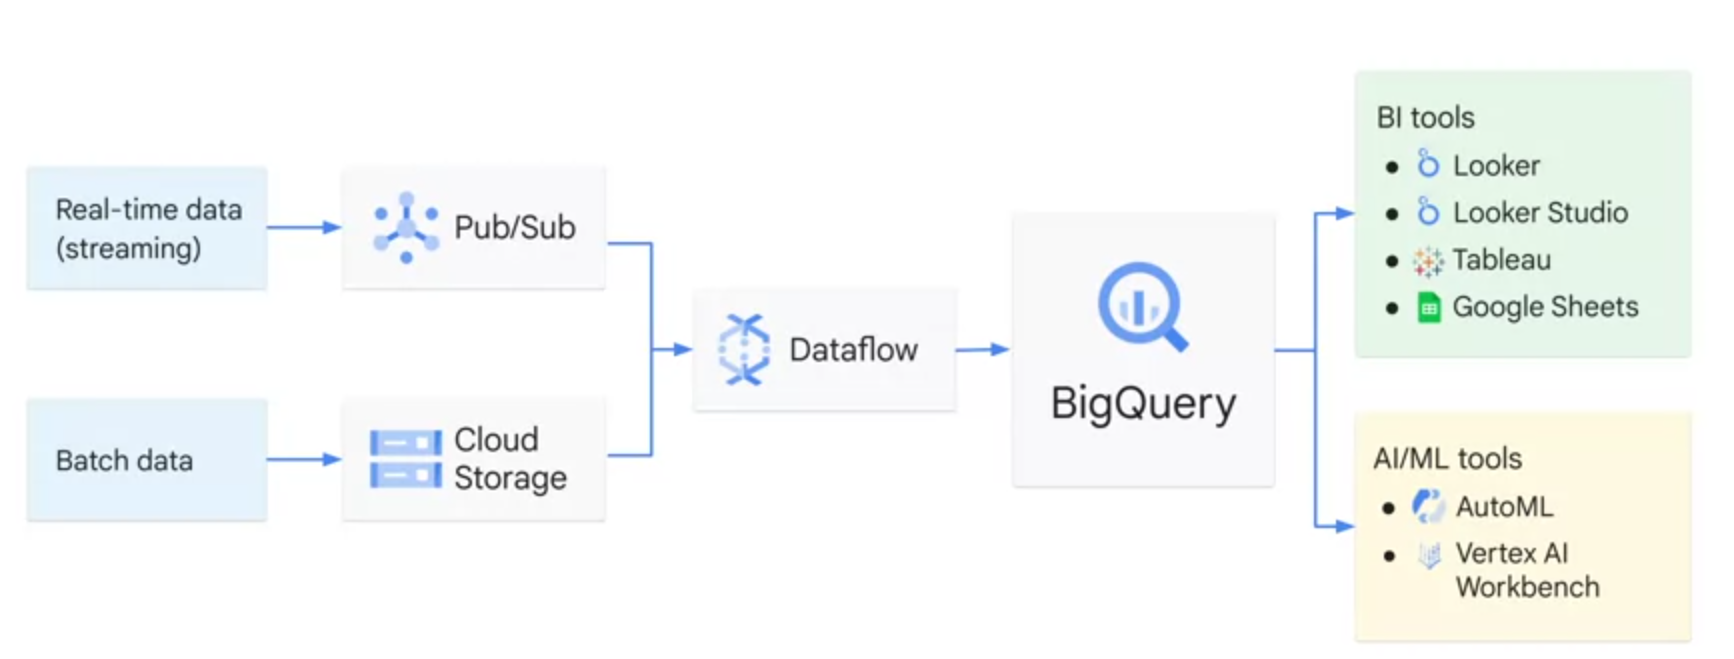 Real-time data
(streaming)
Pub/Sub
Batch data
Cloud
Storage
Dataflow
BigQuery
BI tools
Looker
Looker Studio
Tableau
Google Sheets
AI/ML tools
AutoML
Vertex AI
Workbench